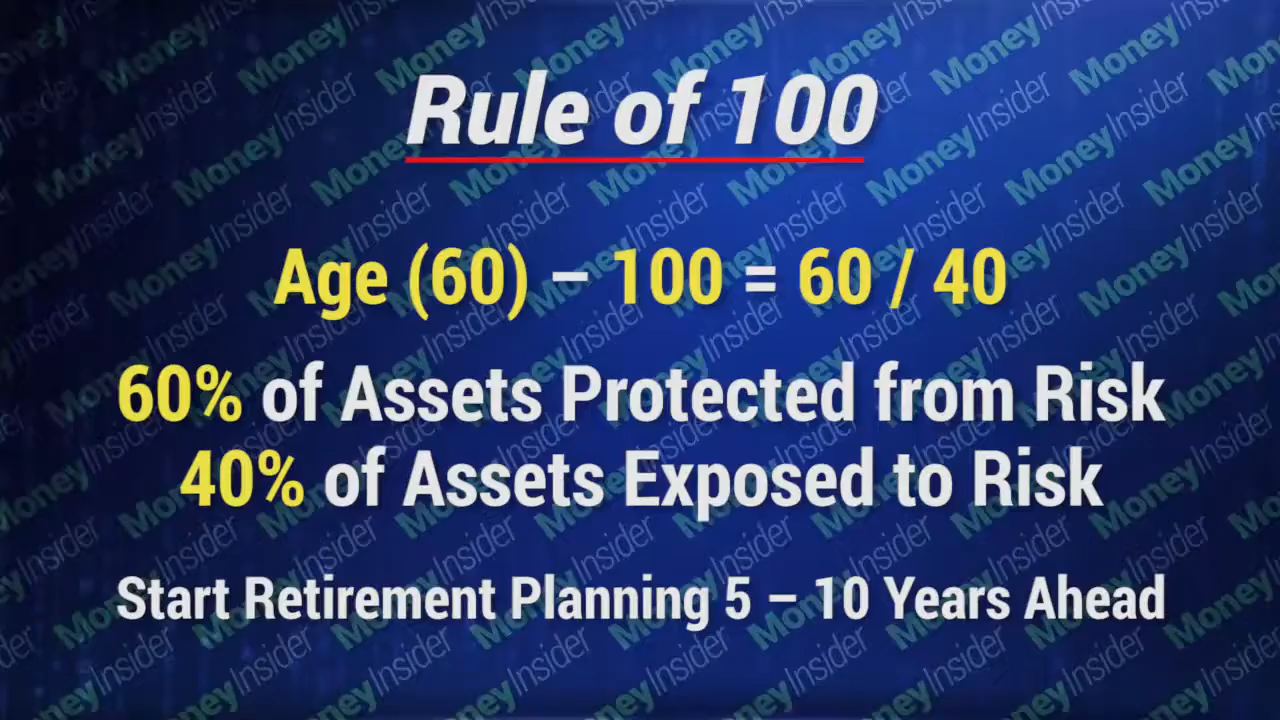 Rule of 100
Age (60) – 100 = 60 / 40
60% of Assets Protected from Risk
40% of Assets Exposed to Risk
Start Retirement Planning 5 – 10 Years Ahead
MoneyInsider